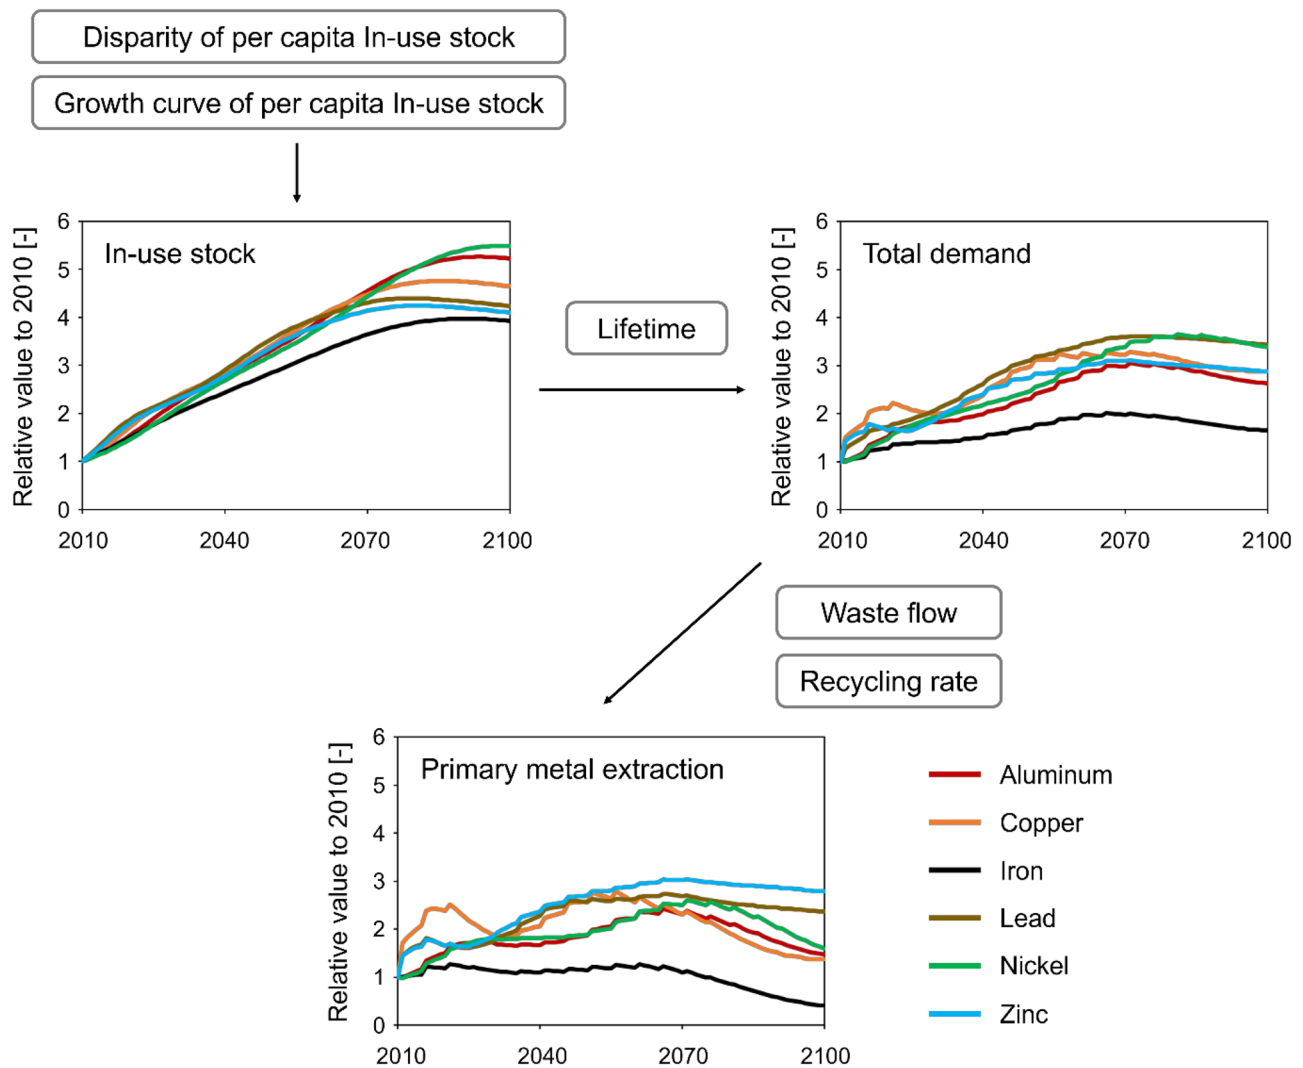 Disparity of per capita In-use stock
Growth curve of per capita In-use stock
Relative value to 2010 [-]
In-use stock
6
5
4
3
2
1
0
2010 2040 2070 2100
Lifetime
Relative value to 2010 [-]
Total demand
6
5
4
3
2
1
0
2010 2040 2070 2100
Waste flow
Recycling rate
Relative value to 2010 [-]
Primary metal extraction
6
5
4
3
2
1
0
2010 2040 2070 2100
Aluminum
Copper
Iron
Lead
Nickel
Zinc